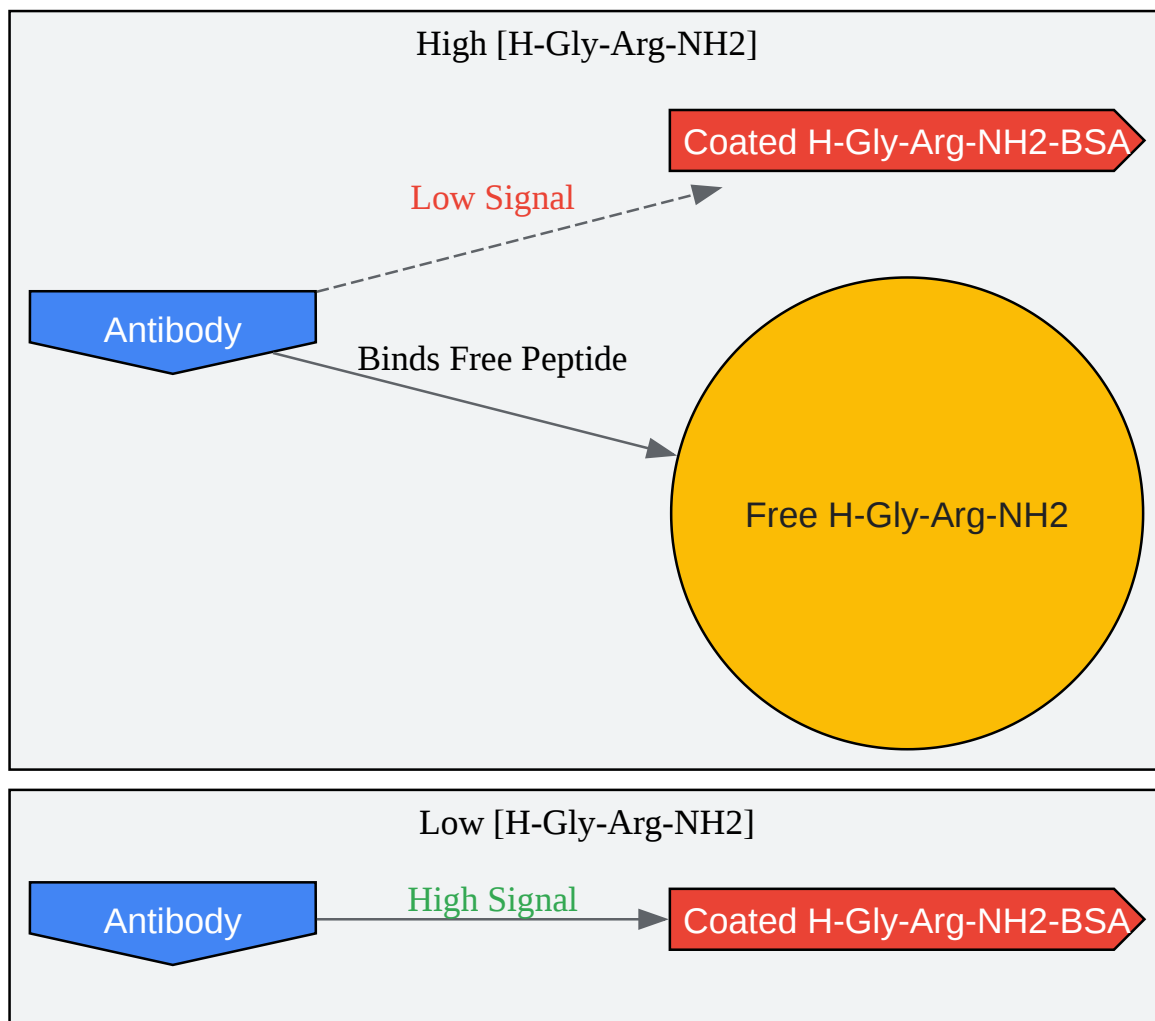 High [H-Gly-Arg-NH2]
Coated H-Gly-Arg-NH2-BSA
Low Signal
Antibody
Binds Free Peptide
Free H-Gly-Arg-NH2
Low [H-Gly-Arg-NH2]
Antibody
High Signal
Coated H-Gly-Arg-NH2-BSA